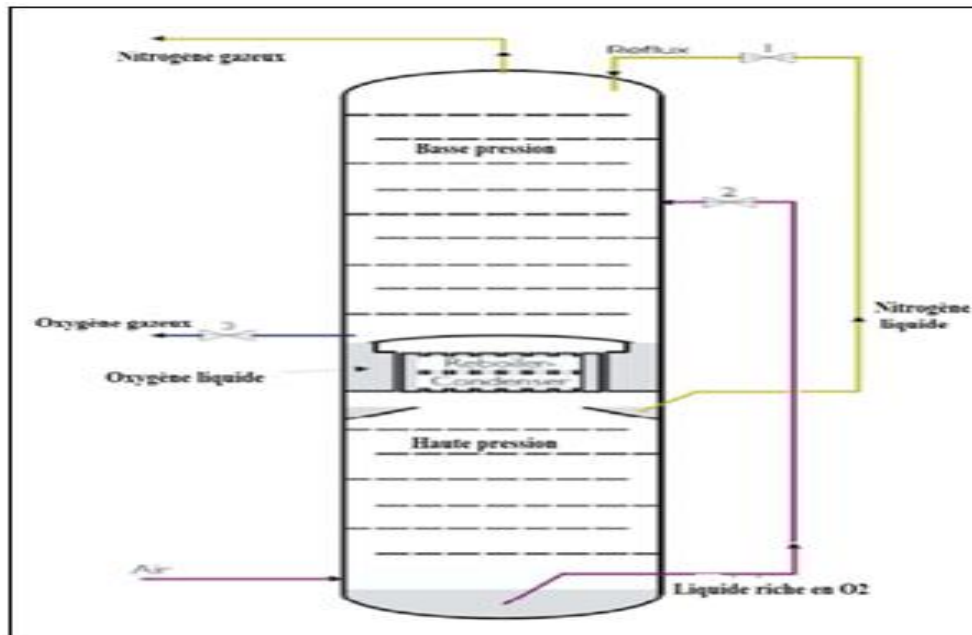 Nitrogène gazeux
Reflux
1
Basse pression
2
Nitrogène
liquide
Oxygène gazeux
3
Oxygène liquide
Reboiler
Condenser
Haute pression
Air
Liquide riche en O2